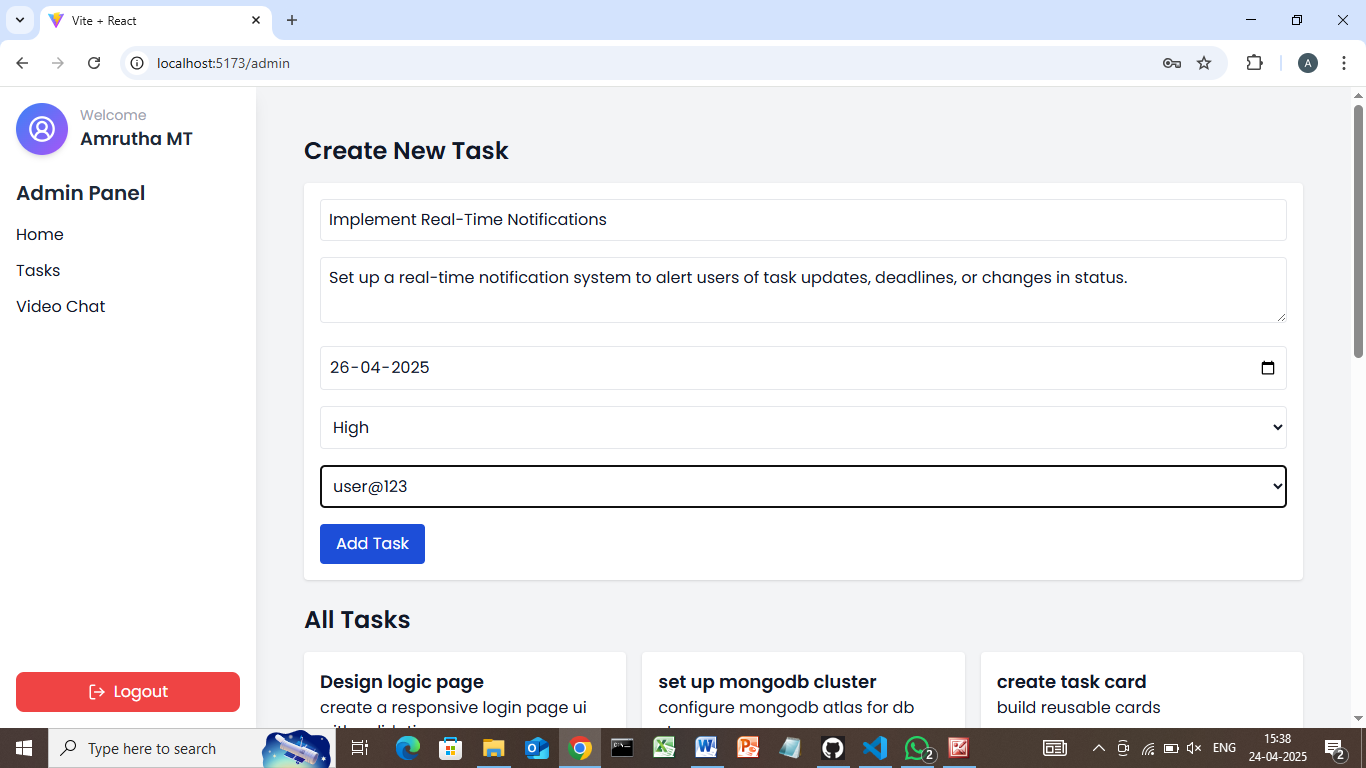 Vite + React
localhost:5173/admin
A
Welcome
Amrutha MT
Admin Panel
Home
Tasks
Video Chat
Logout
Create New Task
Implement Real-Time Notifications
Set up a real-time notification system to alert users of task updates, deadlines, or changes in status.
26-04-2025
High
user@123
Add Task
All Tasks
Design logic page
create a responsive login page ui
set up mongodb cluster
configure mongodb atlas for db
create task card
build reusable cards
Type here to search
2
ENG
15:38
24-04-2025
2